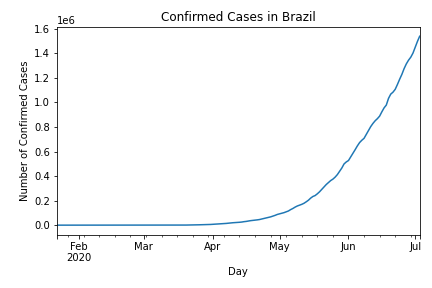 Confirmed Cases in Brazil
1e6
1.6
1.4
1.2
1.0
0.8
0.6
0.4
0.2
0.0
Number of Confirmed Cases
Feb Mar Apr May Jun Jul
2020
Day